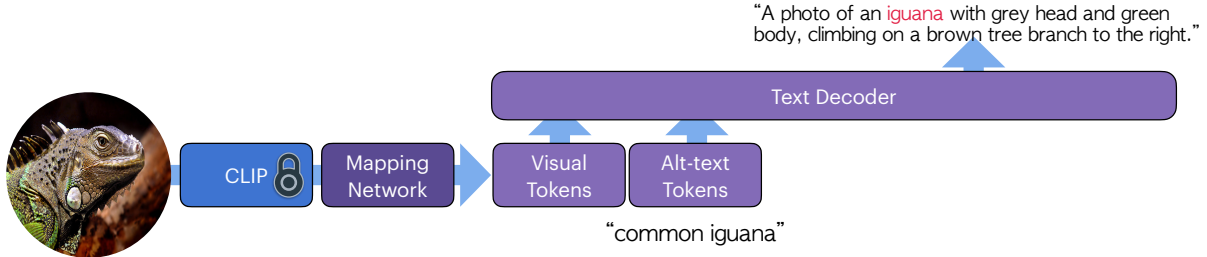 “A photo of an iguana with grey head and green
body, climbing on a brown tree branch to the right.”
Text Decoder
CLIP
Mapping
Network
Visual
Tokens
Alt-text
Tokens
“common iguana”